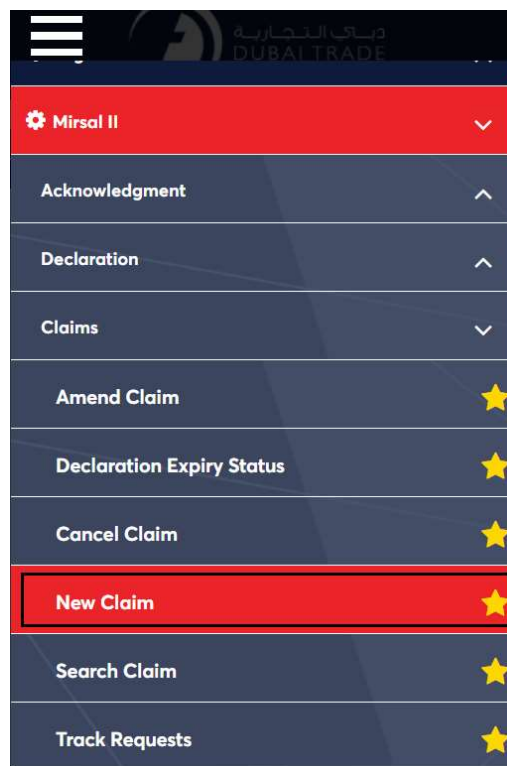 دبي التجارية
DUBAI TRADE
Mirsal II
Acknowledgment
Declaration
Claims
Amend Claim
Declaration Expiry Status
Cancel Claim
New Claim
Search Claim
Track Requests